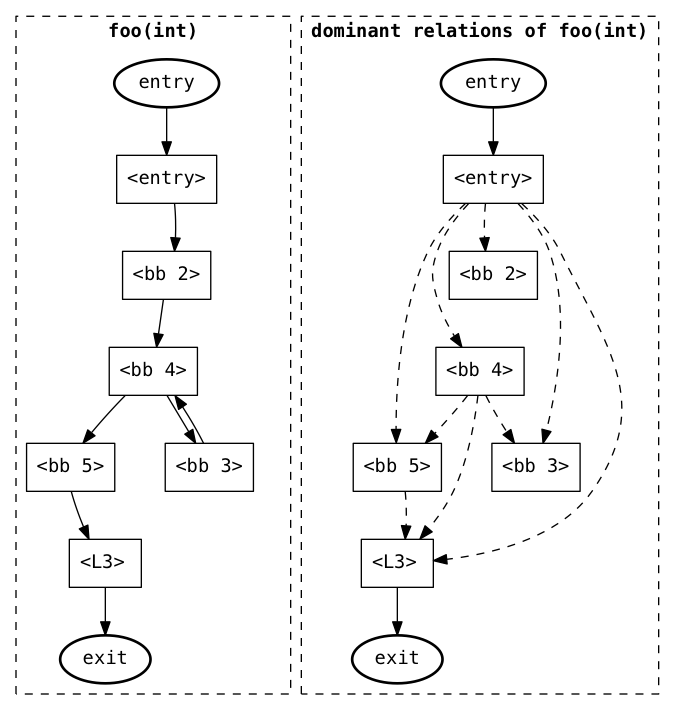 foo(int)
entry
<entry>
<bb 2>
<bb 4>
<bb 5>
<bb 3>
<L3>
exit
dominant relations of foo(int)
entry
<entry>
<bb 2>
<bb 4>
<bb 5>
<bb 3>
<L3>
exit